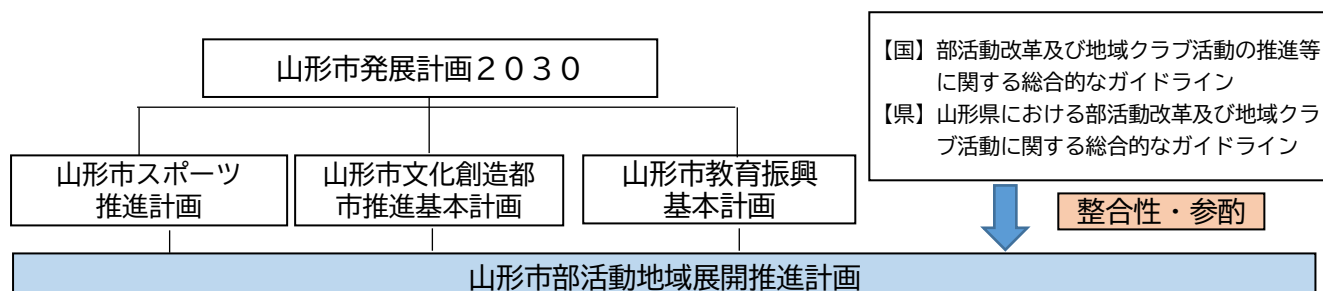 山形市発展計画２０３０
【国】部活動改革及び地域クラブ活動の推進等
に関する総合的なガイドライン
【県】山形県における部活動改革及び地域クラ
ブ活動に関する総合的なガイドライン
山形市スポーツ
推進計画
山形市文化創造都
市推進基本計画
山形市教育振興
基本計画
整合性・参酌
山形市部活動地域展開推進計画